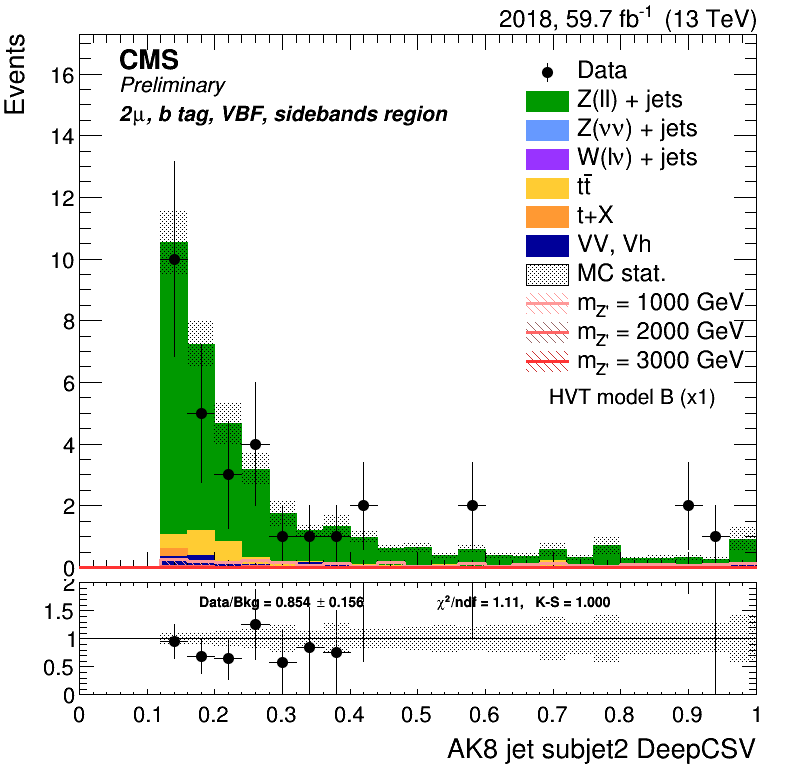 2018, 59.7 fb⁻¹ (13 TeV)
Events
CMS
Preliminary
2μ, b tag, VBF, sidebands region
Data
Z(ll) + jets
Z(νν) + jets
W(lν) + jets
tt̄
t+X
VV, Vh
MC stat.
m_Z' = 1000 GeV
m_Z' = 2000 GeV
m_Z' = 3000 GeV
HVT model B (x1)
16
14
12
10
8
6
4
2
0
Data/Bkg = 0.854 ± 0.156
χ²/ndf = 1.11, K-S = 1.000
2
1.5
1
0.5
0
0 0.1 0.2 0.3 0.4 0.5 0.6 0.7 0.8 0.9 1
AK8 jet subjet2 DeepCSV